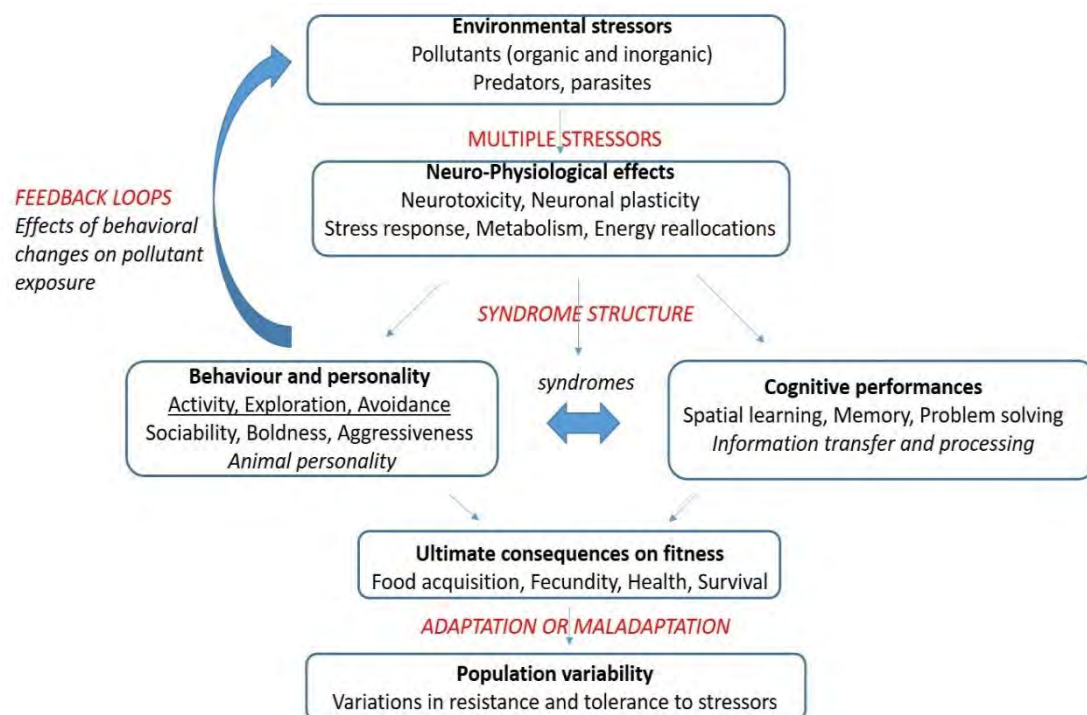 Environmental stressors
Pollutants (organic and inorganic)
Predators, parasites
MULTIPLE STRESSORS
Neuro-Physiological effects
Neurotoxicity, Neuronal plasticity
Stress response, Metabolism, Energy reallocations
FEEDBACK LOOPS
Effects of behavioral
changes on pollutant
exposure
SYNDROME STRUCTURE
Behaviour and personality
Activity, Exploration, Avoidance
Sociability, Boldness, Aggressiveness
Animal personality
syndromes
Cognitive performances
Spatial learning, Memory, Problem solving
Information transfer and processing
Ultimate consequences on fitness
Food acquisition, Fecundity, Health, Survival
ADAPTATION OR MALADAPTATION
Population variability
Variations in resistance and tolerance to stressors